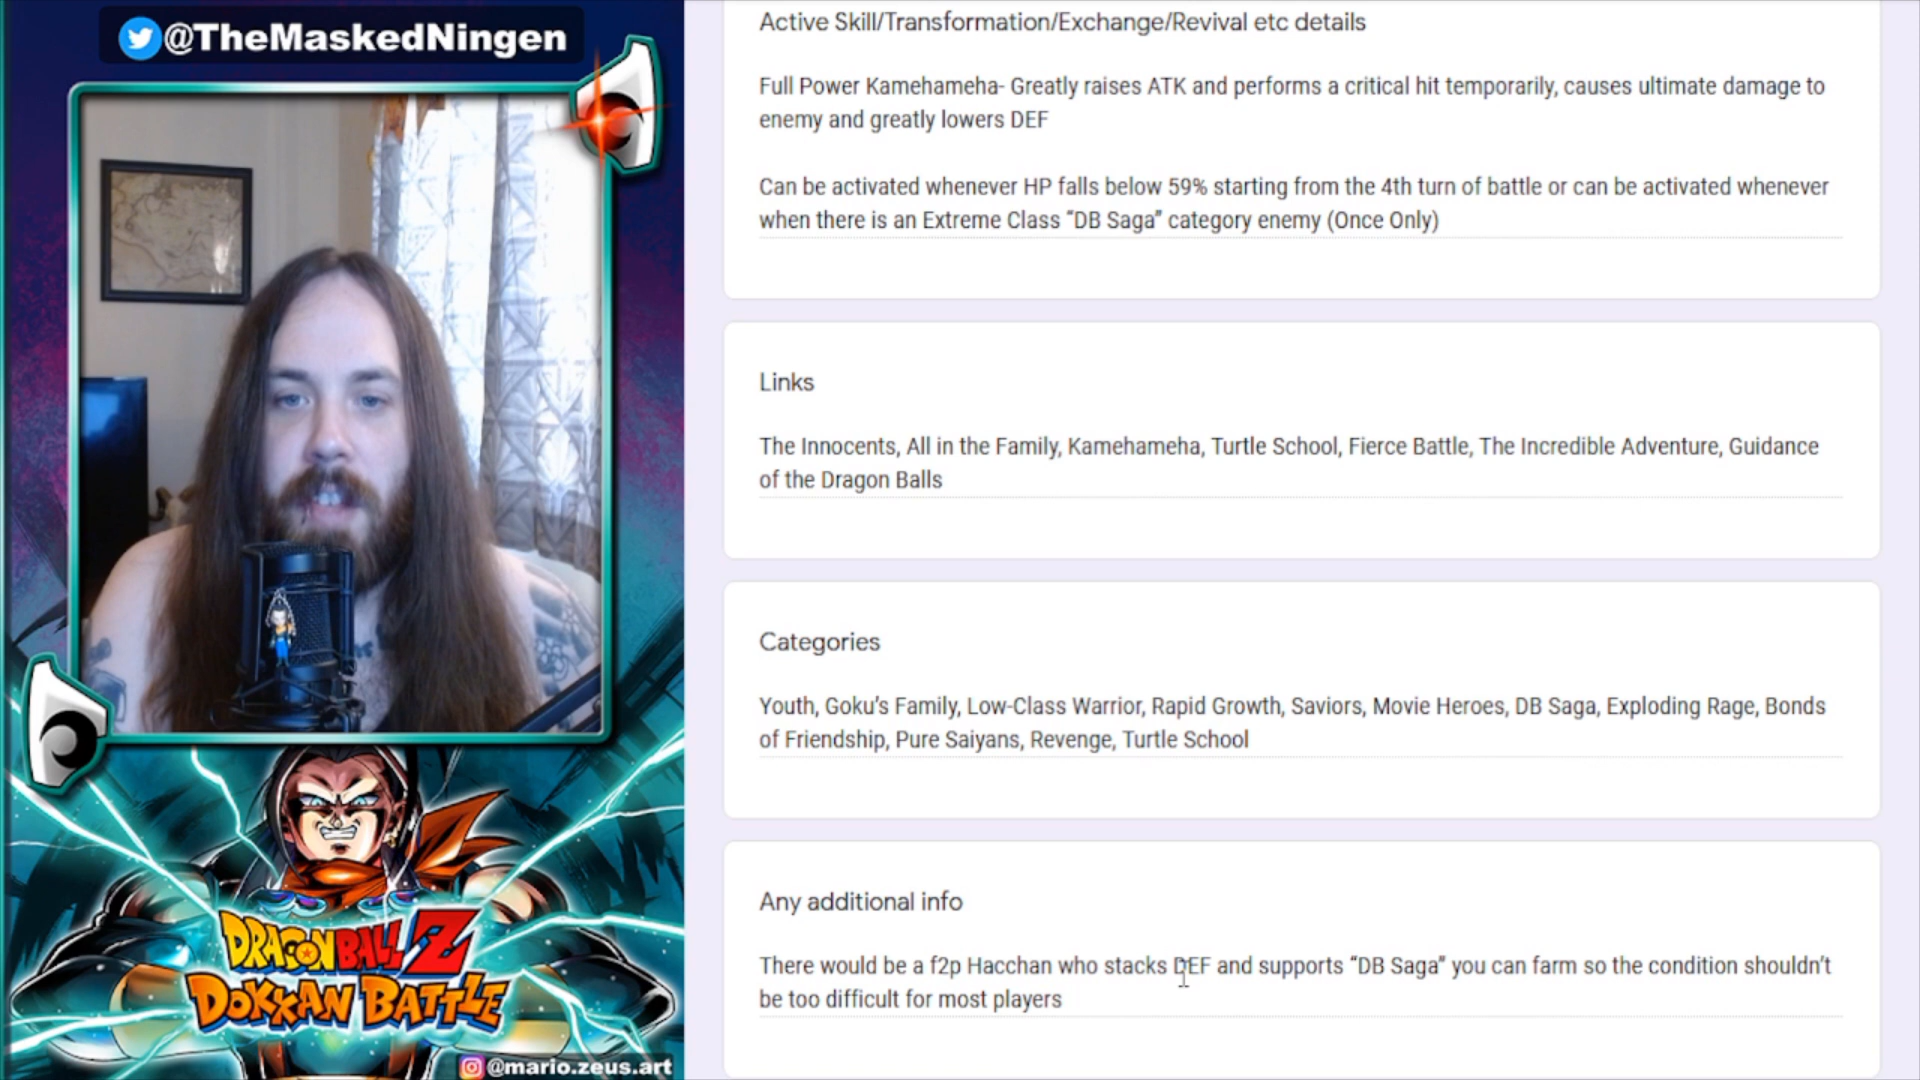 @TheMaskedNingen
DRAGONBALL Z
DOKKAN BATTLE
@mario.zeus.art
Active Skill/Transformation/Exchange/Revival etc details
Full Power Kamehameha- Greatly raises ATK and performs a critical hit temporarily, causes ultimate damage to
enemy and greatly lowers DEF
Can be activated whenever HP falls below 59% starting from the 4th turn of battle or can be activated whenever
when there is an Extreme Class “DB Saga” category enemy (Once Only)
Links
The Innocents, All in the Family, Kamehameha, Turtle School, Fierce Battle, The Incredible Adventure, Guidance
of the Dragon Balls
Categories
Youth, Goku’s Family, Low-Class Warrior, Rapid Growth, Saviors, Movie Heroes, DB Saga, Exploding Rage, Bonds
of Friendship, Pure Saiyans, Revenge, Turtle School
Any additional info
There would be a f2p Hacchan who stacks DEF and supports “DB Saga” you can farm so the condition shouldn’t
be too difficult for most players